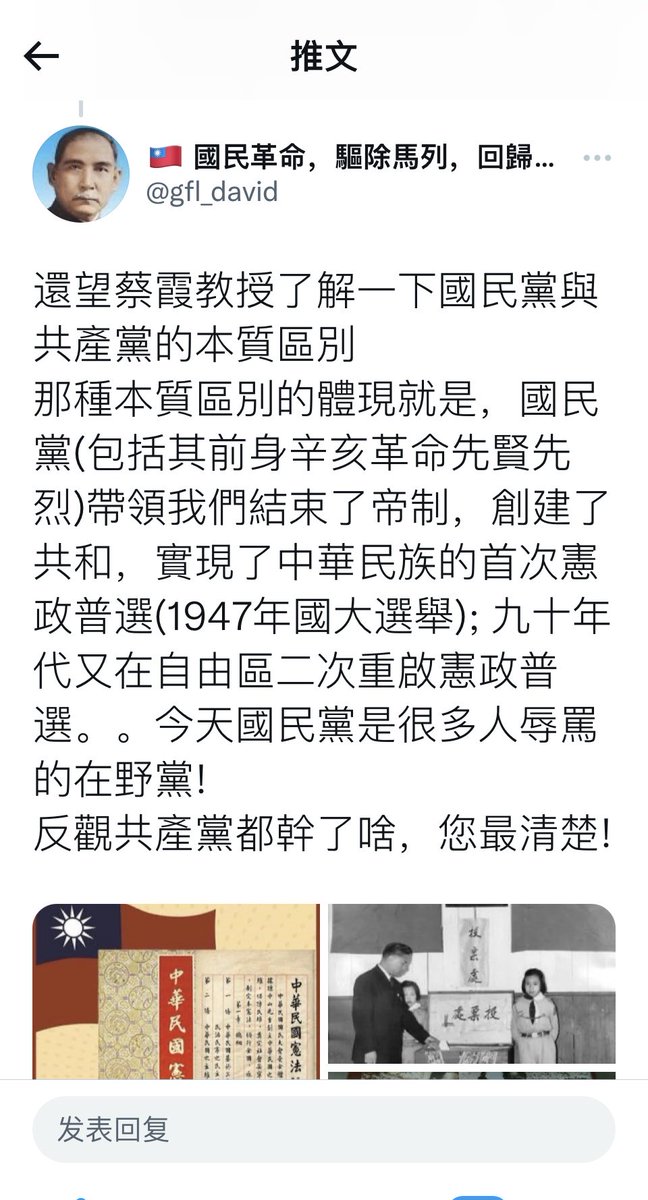 推文
🇹🇼 國民革命，驅除馬列，回歸...
@gfl_david
還望蔡霞教授了解一下國民黨與
共產黨的本質區別
那種本質區別的體現就是，國民
黨(包括其前身辛亥革命先賢先
烈)帶領我們結束了帝制，創建了
共和，實現了中華民族的首次憲
政普選(1947年國大選舉); 九十年
代又在自由區二次重啟憲政普
選。。今天國民黨是很多人辱罵
的在野黨!
反觀共產黨都幹了啥，您最清楚!
中華民國憲
中華民國憲法
投票處
投票處
发表回复